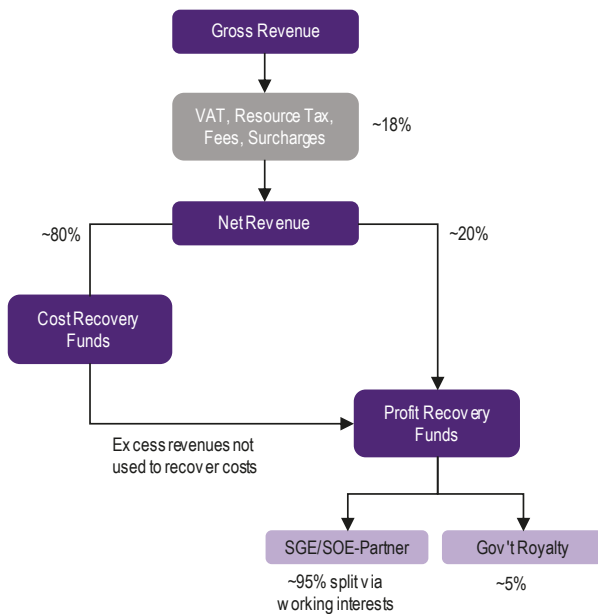 Gross Revenue
VAT, Resource Tax,
Fees, Surcharges
~18%
Net Revenue
~80%
~20%
Cost Recovery
Funds
Profit Recovery
Funds
Excess revenues not
used to recover costs
SGE/SOE-Partner
Gov't Royalty
~95% split via
working interests
~5%